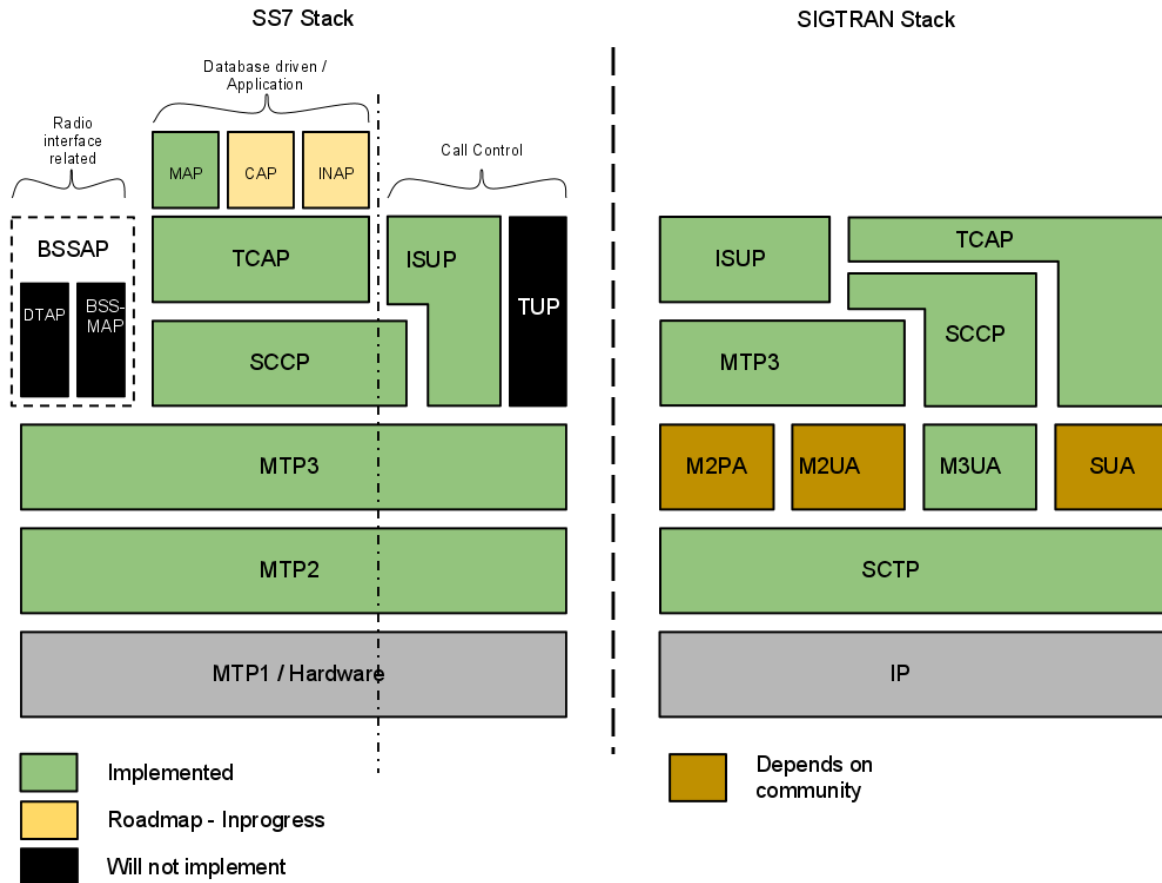 SS7 Stack
SIGTRAN Stack
Database driven /
Application
Radio
interface
related
Call Control
MAP
CAP
INAP
BSSAP
DTAP
BSS-
MAP
TCAP
ISUP
TUP
SCCP
MTP3
MTP2
MTP1 / Hardware
ISUP
TCAP
SCCP
MTP3
M2PA
M2UA
M3UA
SUA
SCTP
IP
Implemented
Roadmap - Inprogress
Will not implement
Depends on
community